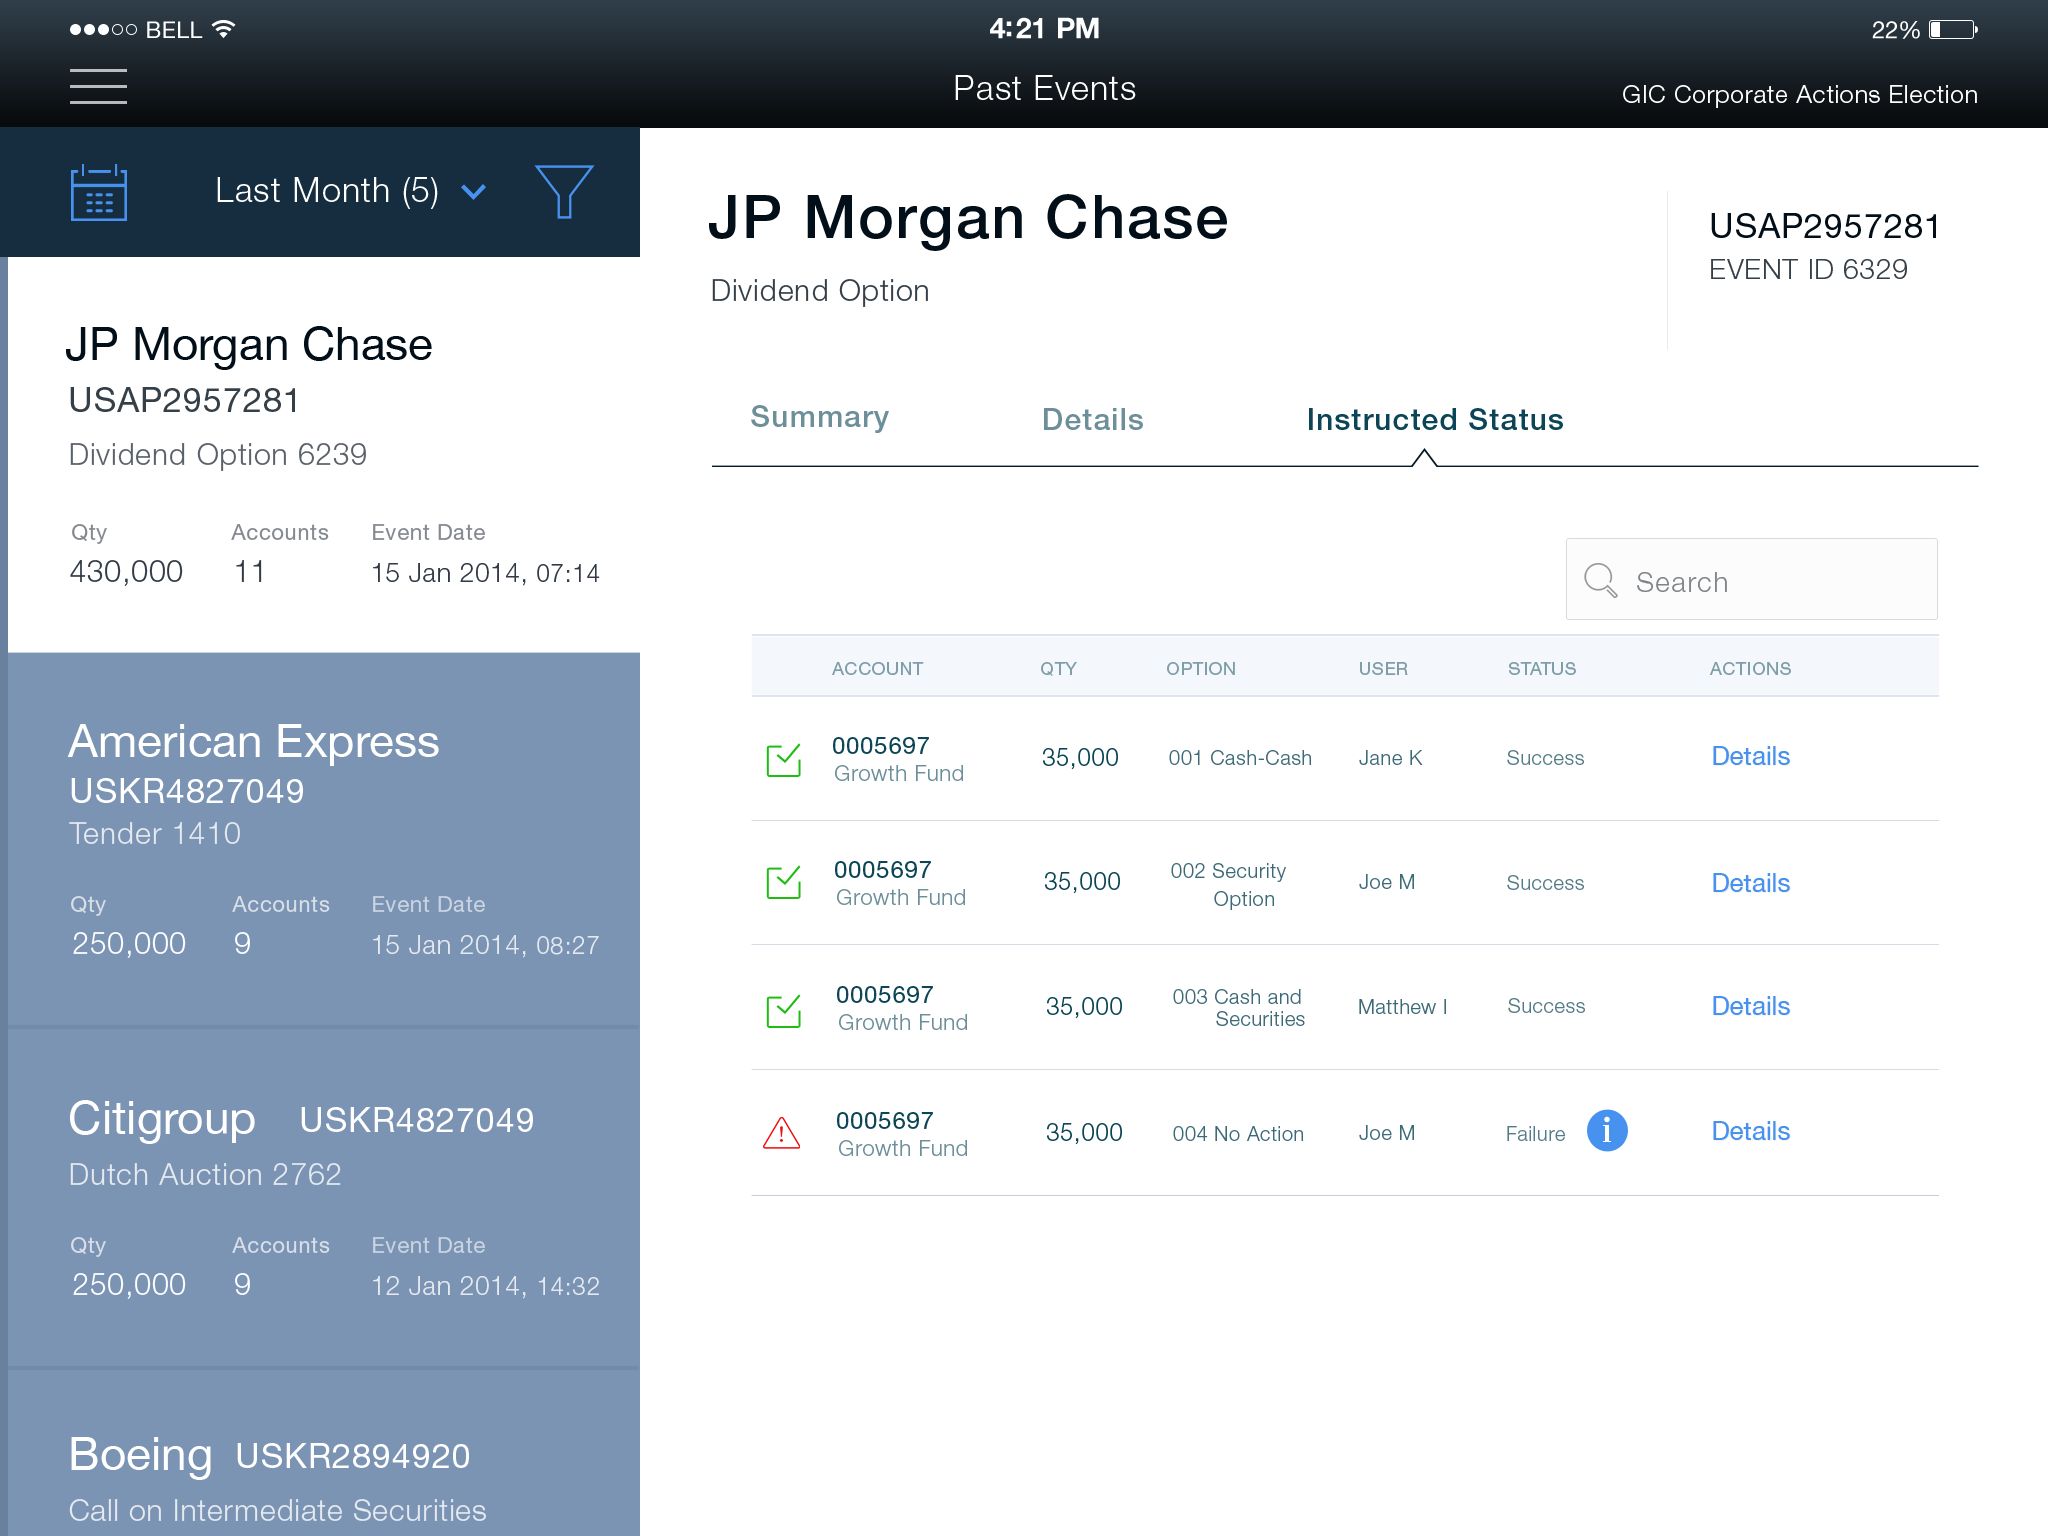 BELL
4:21 PM
22%
Past Events
GIC Corporate Actions Election
Last Month (5)
JP Morgan Chase
USAP2957281
Dividend Option 6239
Qty Accounts Event Date
430,000 11 15 Jan 2014, 07:14
American Express
USKR4827049
Tender 1410
Qty Accounts Event Date
250,000 9 15 Jan 2014, 08:27
Citigroup USKR4827049
Dutch Auction 2762
Qty Accounts Event Date
250,000 9 12 Jan 2014, 14:32
Boeing USKR2894920
Call on Intermediate Securities
JP Morgan Chase
Dividend Option
USAP2957281
EVENT ID 6329
Summary Details Instructed Status
Search
ACCOUNT QTY OPTION USER STATUS ACTIONS
0005697
Growth Fund
35,000 001 Cash-Cash Jane K Success Details
0005697
Growth Fund
35,000
002 Security
Option
Joe M Success Details
0005697
Growth Fund
35,000
003 Cash and
Securities
Matthew I Success Details
0005697
Growth Fund
35,000 004 No Action Joe M Failure i Details